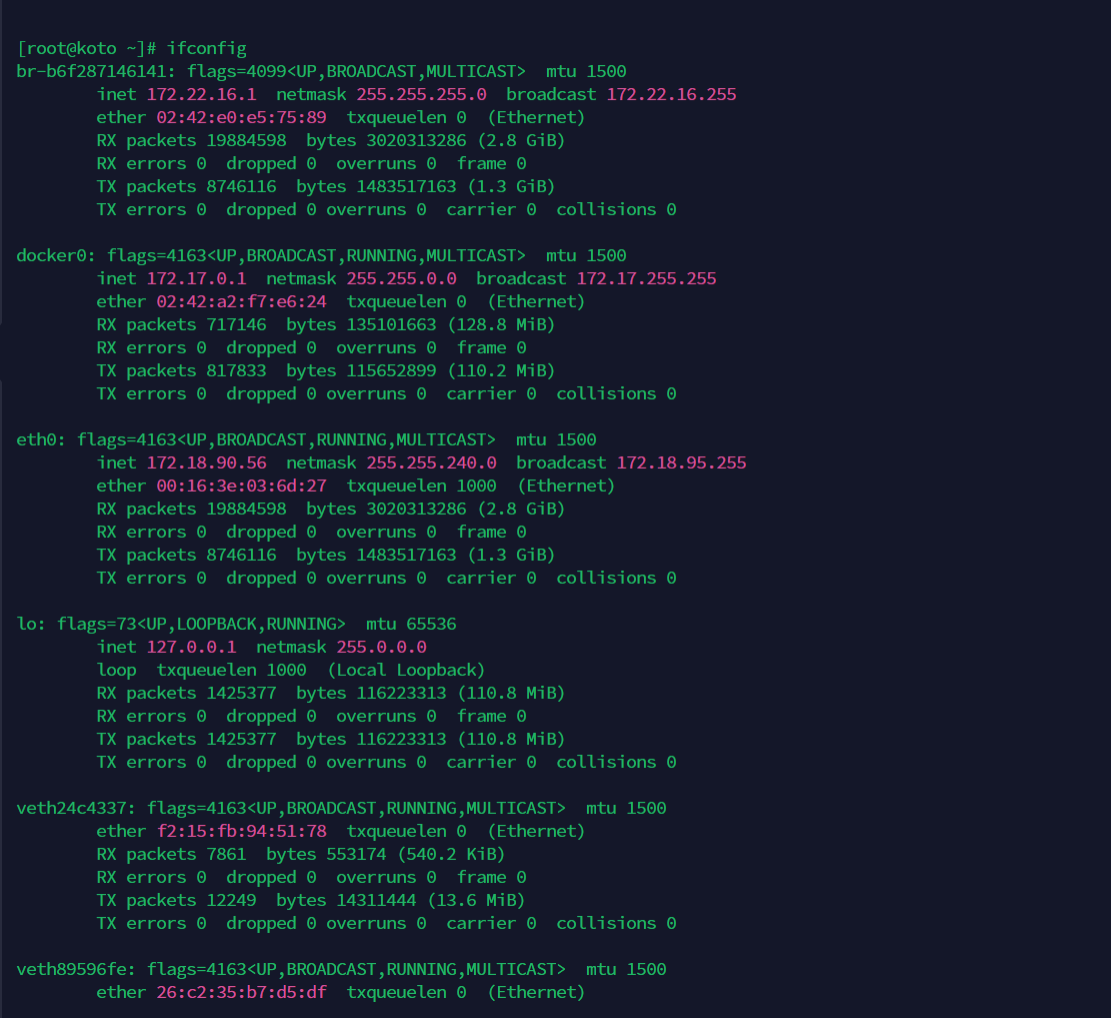 [root@koto ~]# ifconfig
br-b6f287146141: flags=4099<UP,BROADCAST,MULTICAST>  mtu 1500
        inet 172.22.16.1  netmask 255.255.255.0  broadcast 172.22.16.255
        ether 02:42:e0:e5:75:89  txqueuelen 0  (Ethernet)
        RX packets 19884598  bytes 3020313286 (2.8 GiB)
        RX errors 0  dropped 0  overruns 0  frame 0
        TX packets 8746116  bytes 1483517163 (1.3 GiB)
        TX errors 0  dropped 0 overruns 0  carrier 0  collisions 0

docker0: flags=4163<UP,BROADCAST,RUNNING,MULTICAST>  mtu 1500
        inet 172.17.0.1  netmask 255.255.0.0  broadcast 172.17.255.255
        ether 02:42:a2:f7:e6:24  txqueuelen 0  (Ethernet)
        RX packets 717146  bytes 135101663 (128.8 MiB)
        RX errors 0  dropped 0  overruns 0  frame 0
        TX packets 817833  bytes 115652899 (110.2 MiB)
        TX errors 0  dropped 0 overruns 0  carrier 0  collisions 0

eth0: flags=4163<UP,BROADCAST,RUNNING,MULTICAST>  mtu 1500
        inet 172.18.90.56  netmask 255.255.240.0  broadcast 172.18.95.255
        ether 00:16:3e:03:6d:27  txqueuelen 1000  (Ethernet)
        RX packets 19884598  bytes 3020313286 (2.8 GiB)
        RX errors 0  dropped 0  overruns 0  frame 0
        TX packets 8746116  bytes 1483517163 (1.3 GiB)
        TX errors 0  dropped 0 overruns 0  carrier 0  collisions 0

lo: flags=73<UP,LOOPBACK,RUNNING>  mtu 65536
        inet 127.0.0.1  netmask 255.0.0.0
        loop  txqueuelen 1000  (Local Loopback)
        RX packets 1425377  bytes 116223313 (110.8 MiB)
        RX errors 0  dropped 0  overruns 0  frame 0
        TX packets 1425377  bytes 116223313 (110.8 MiB)
        TX errors 0  dropped 0 overruns 0  carrier 0  collisions 0

veth24c4337: flags=4163<UP,BROADCAST,RUNNING,MULTICAST>  mtu 1500
        ether f2:15:fb:94:51:78  txqueuelen 0  (Ethernet)
        RX packets 7861  bytes 553174 (540.2 KiB)
        RX errors 0  dropped 0  overruns 0  frame 0
        TX packets 12249  bytes 14311444 (13.6 MiB)
        TX errors 0  dropped 0 overruns 0  carrier 0  collisions 0

veth89596fe: flags=4163<UP,BROADCAST,RUNNING,MULTICAST>  mtu 1500
        ether 26:c2:35:b7:d5:df  txqueuelen 0  (Ethernet)